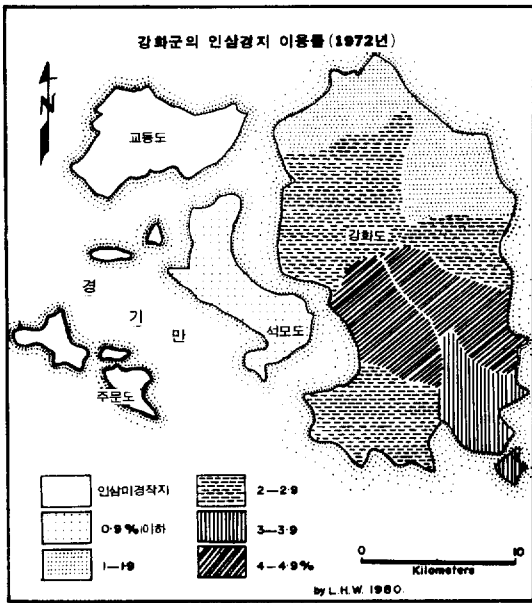 강화군의 인삼경지 이용률(1972년)
N
교동도
강화도
경
기
만
석모도
주문도
인삼미경작지
0·9%이하
1—1·9
2—2·9
3—3·9
4—4·9%
0 10
Kilometers
by L.H.W. 1980.